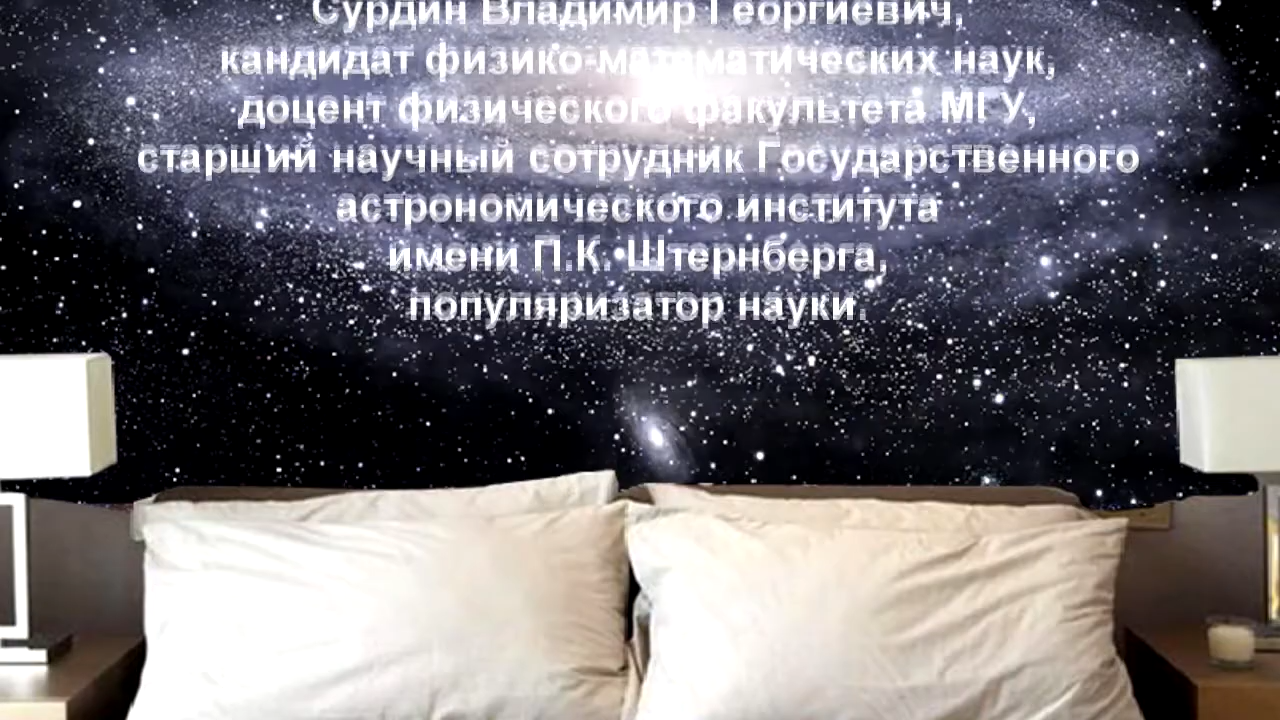 Сурдин Владимир Георгиевич,
кандидат физико-математических наук,
доцент физического факультета МГУ,
старший научный сотрудник Государственного
астрономического института
имени П.К. Штернберга,
популяризатор науки.